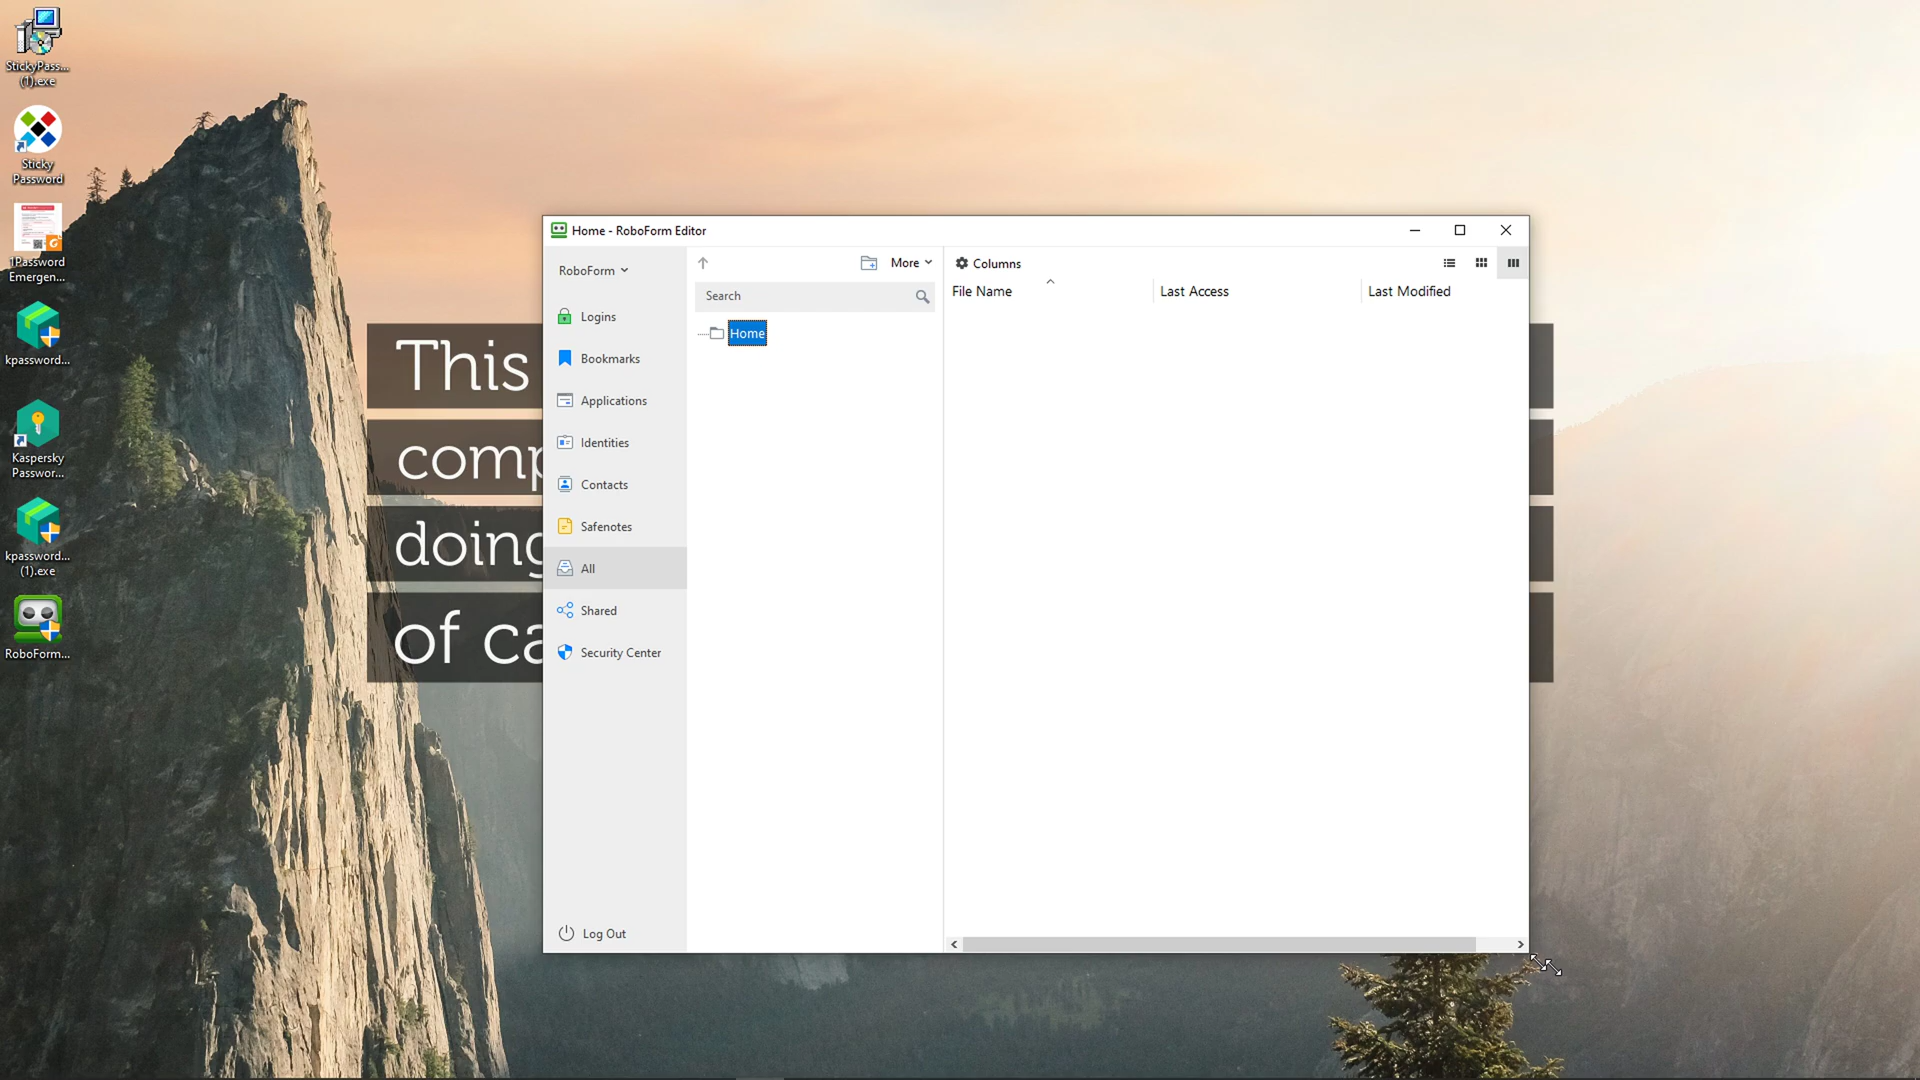 StickyPass...
(1).exe
Sticky
Password
1Password
Emergen...
kpassword...
Kaspersky
Passwor...
kpassword...
(1).exe
RoboForm...
This
comp
doing
of ca
Home - RoboForm Editor
RoboForm
Logins
Bookmarks
Applications
Identities
Contacts
Safenotes
All
Shared
Security Center
Log Out
More
Search
Home
Columns
File Name
Last Access
Last Modified